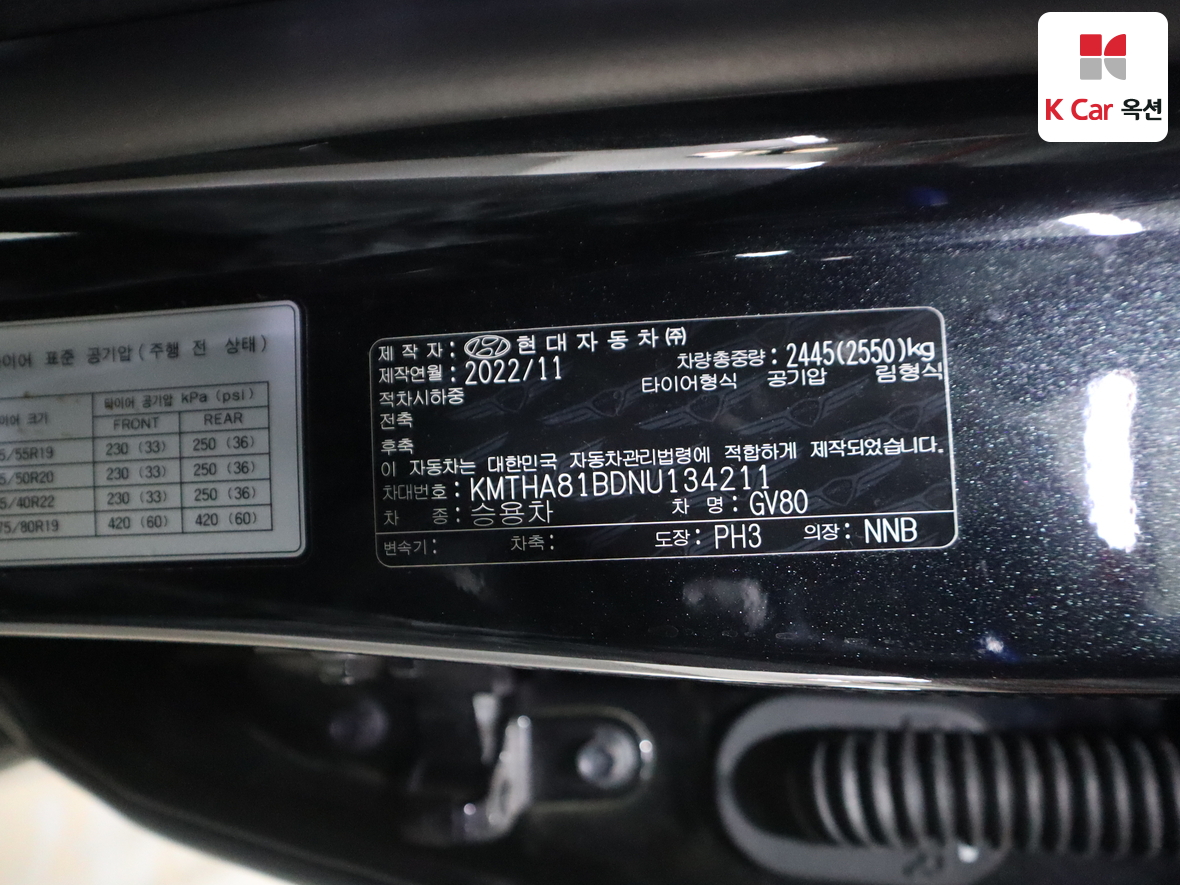 K Car 옥션
타이어 표준 공기압(주행 전 상태)
타이어 크기
타이어 공기압 kPa (psi)
FRONT REAR
5/55R19 230 (33) 250 (36)
5/50R20 230 (33) 250 (36)
5/40R22 230 (33) 250 (36)
75/80R19 420 (60) 420 (60)
제 작 자: 현대자동차㈜
제작연월: 2022/11 차량총중량: 2445(2550)kg
적차시하중 타이어형식 공기압 림형식
전축
후축
이 자동차는 대한민국 자동차관리법령에 적합하게 제작되었습니다.
차대번호: KMTHA81BDNU134211
차 종: 승용차 차 명: GV80
변속기: 차축: 도장: PH3 의장: NNB